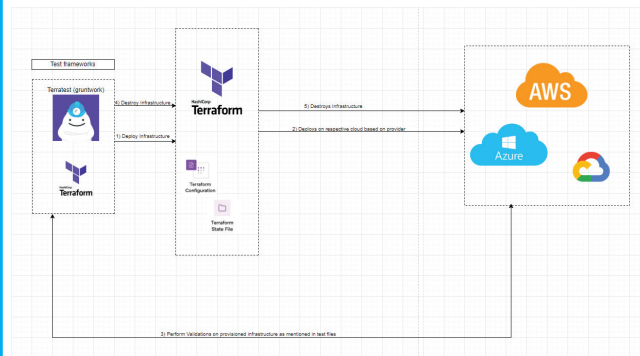 Test frameworks
Terratest (gruntwork)
HashiCorp
Terraform
4) Destroy Infrastructure
1) Deploy Infrastructure
HashiCorp
Terraform
Terraform
Configuration
Terraform
State File
5) Destroys Infrastructure
2) Deploys on respective cloud based on provider
AWS
Azure
3) Perform Validations on provisioned infrastructure as mentioned in test files